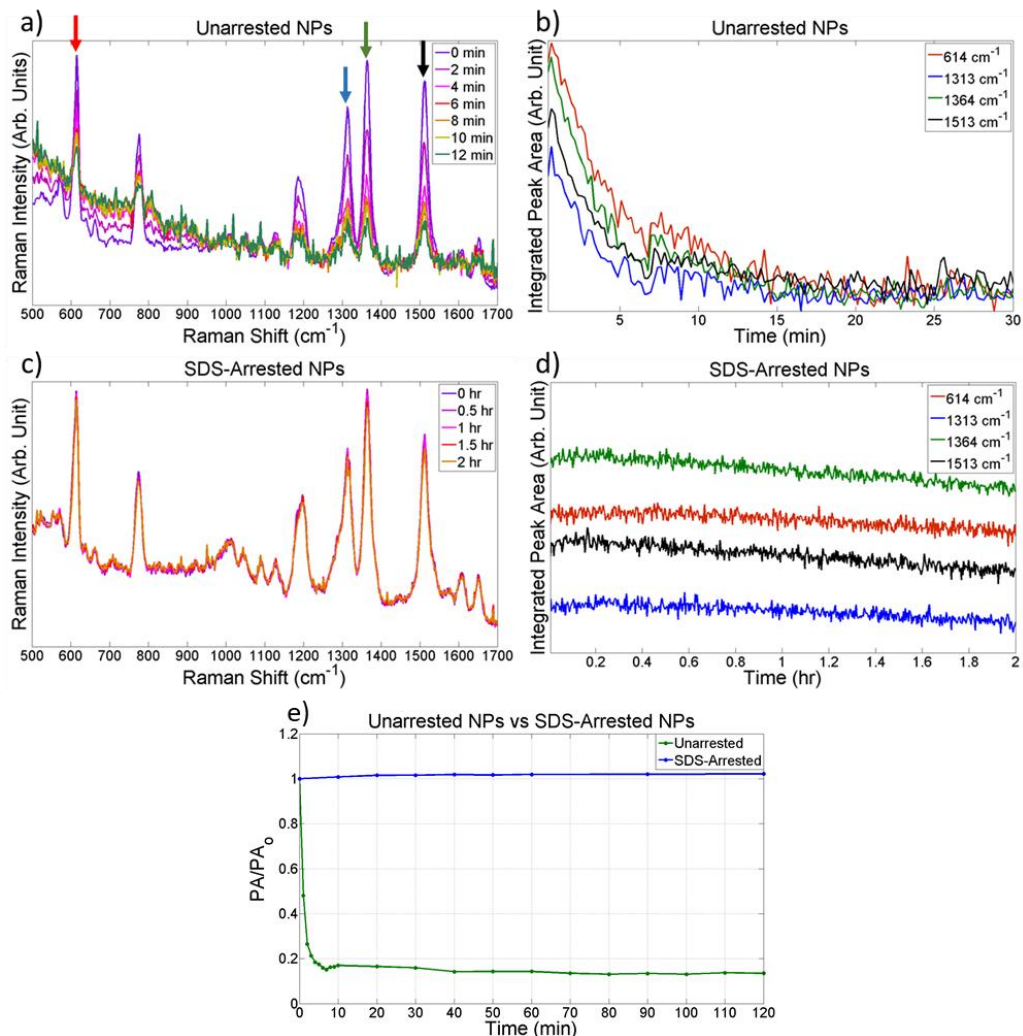 a)
Unarrested NPs
Raman Intensity (Arb. Units)
0 min
2 min
4 min
6 min
8 min
10 min
12 min
500 600 700 800 900 1000 1100 1200 1300 1400 1500 1600 1700
Raman Shift (cm⁻¹)
b)
Unarrested NPs
Integrated Peak Area (Arb. Unit)
614 cm⁻¹
1313 cm⁻¹
1364 cm⁻¹
1513 cm⁻¹
5 10 15 20 25 30
Time (min)
c)
SDS-Arrested NPs
Raman Intensity (Arb. Unit)
0 hr
0.5 hr
1 hr
1.5 hr
2 hr
500 600 700 800 900 1000 1100 1200 1300 1400 1500 1600 1700
Raman Shift (cm⁻¹)
d)
SDS-Arrested NPs
Integrated Peak Area (Arb. Unit)
614 cm⁻¹
1313 cm⁻¹
1364 cm⁻¹
1513 cm⁻¹
0.2 0.4 0.6 0.8 1 1.2 1.4 1.6 1.8 2
Time (hr)
e)
Unarrested NPs vs SDS-Arrested NPs
PA/PAₒ
1.2
1
0.8
0.6
0.4
0.2
0
Unarrested
SDS-Arrested
0 10 20 30 40 50 60 70 80 90 100 110 120
Time (min)